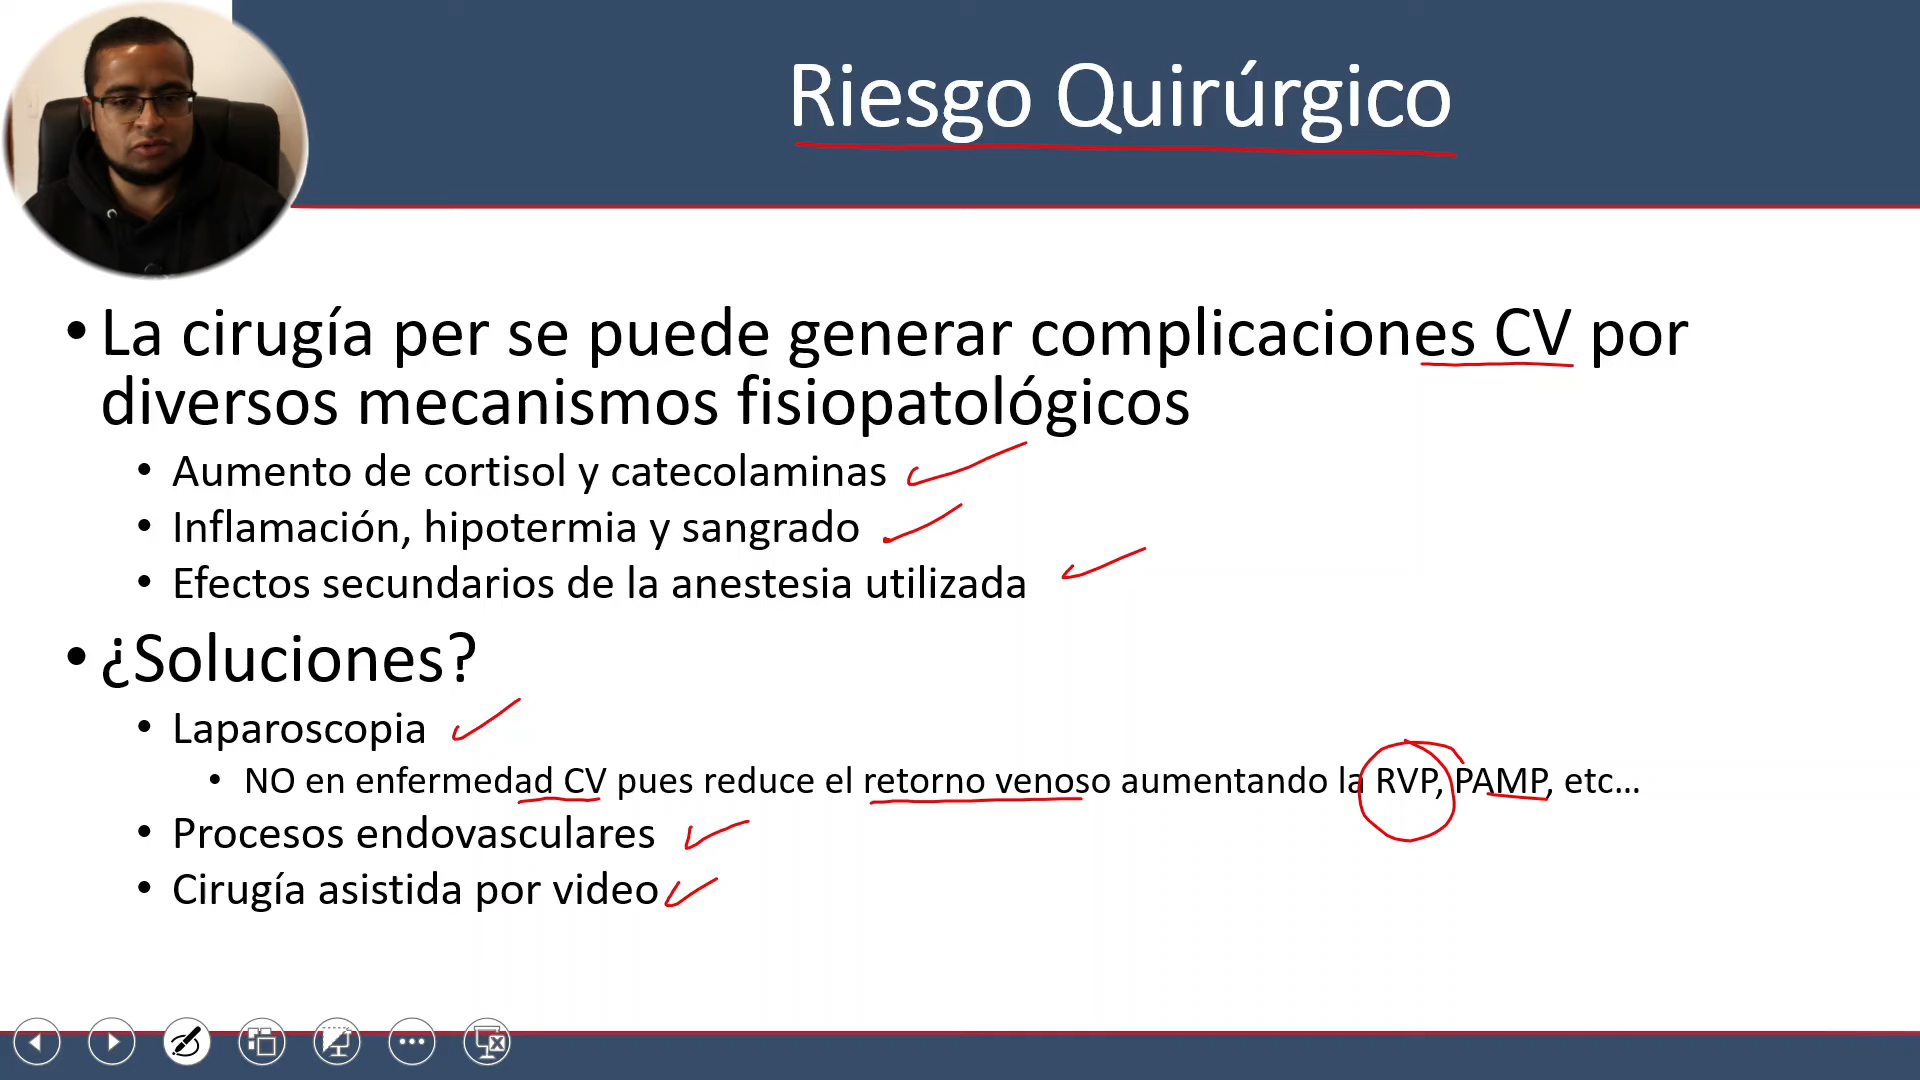 Riesgo Quirúrgico
• La cirugía per se puede generar complicaciones CV por
diversos mecanismos fisiopatológicos
• Aumento de cortisol y catecolaminas
• Inflamación, hipotermia y sangrado
• Efectos secundarios de la anestesia utilizada
• ¿Soluciones?
• Laparoscopia
• NO en enfermedad CV pues reduce el retorno venoso aumentando la RVP, PAMP, etc...
• Procesos endovasculares
• Cirugía asistida por video